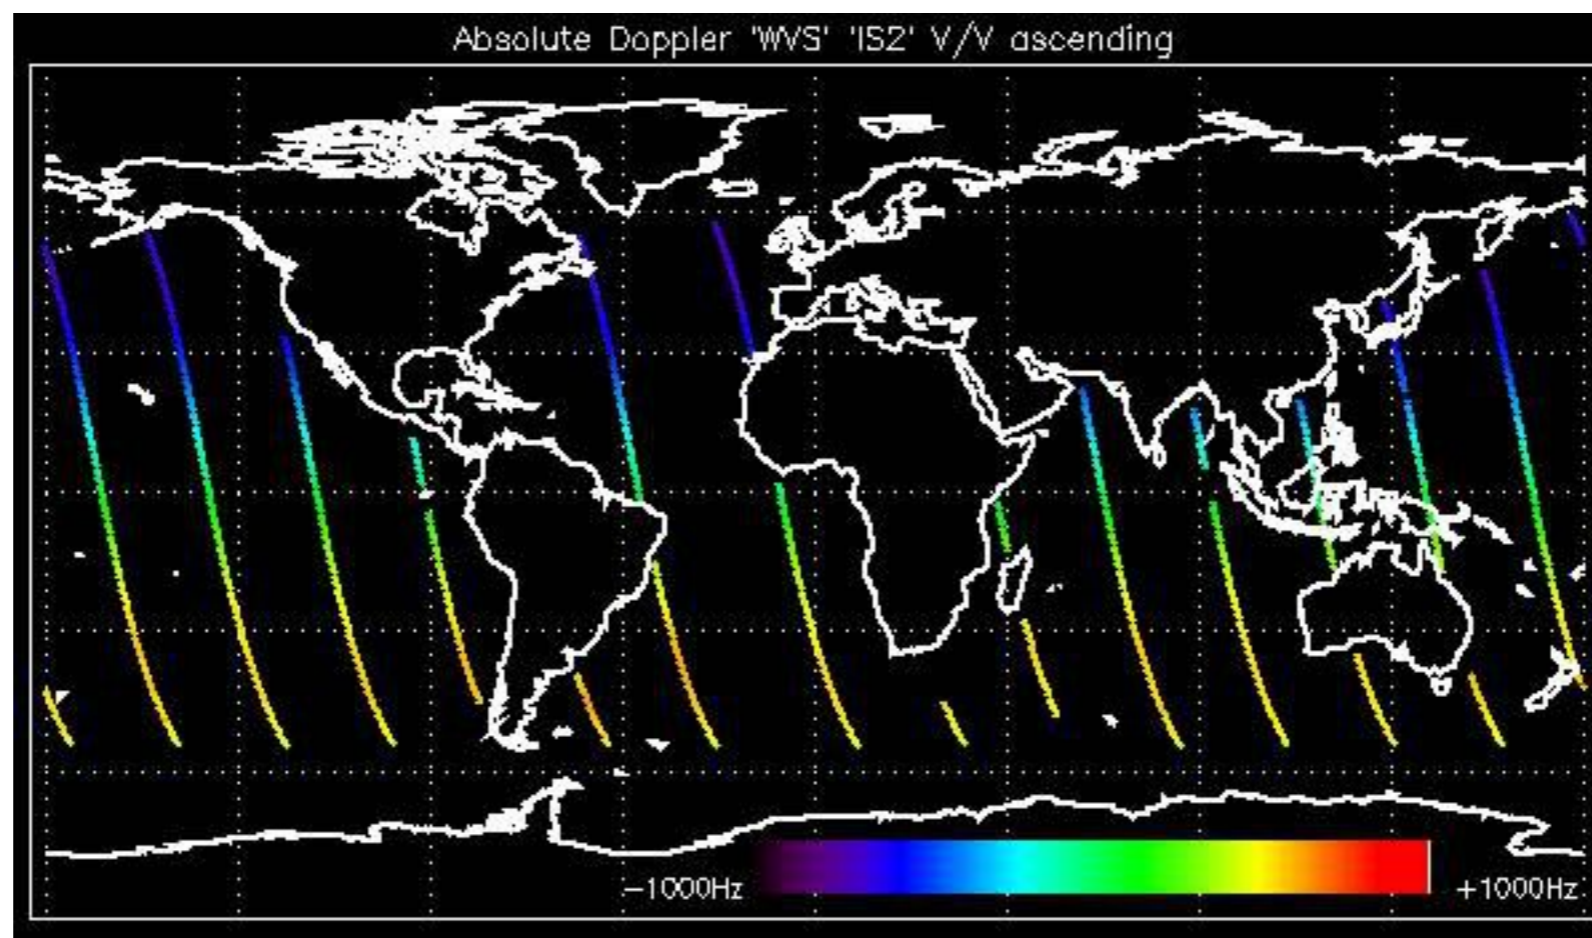 Absolute Doppler 'WVS' 'IS2' V/V ascending
-1000Hz +1000Hz